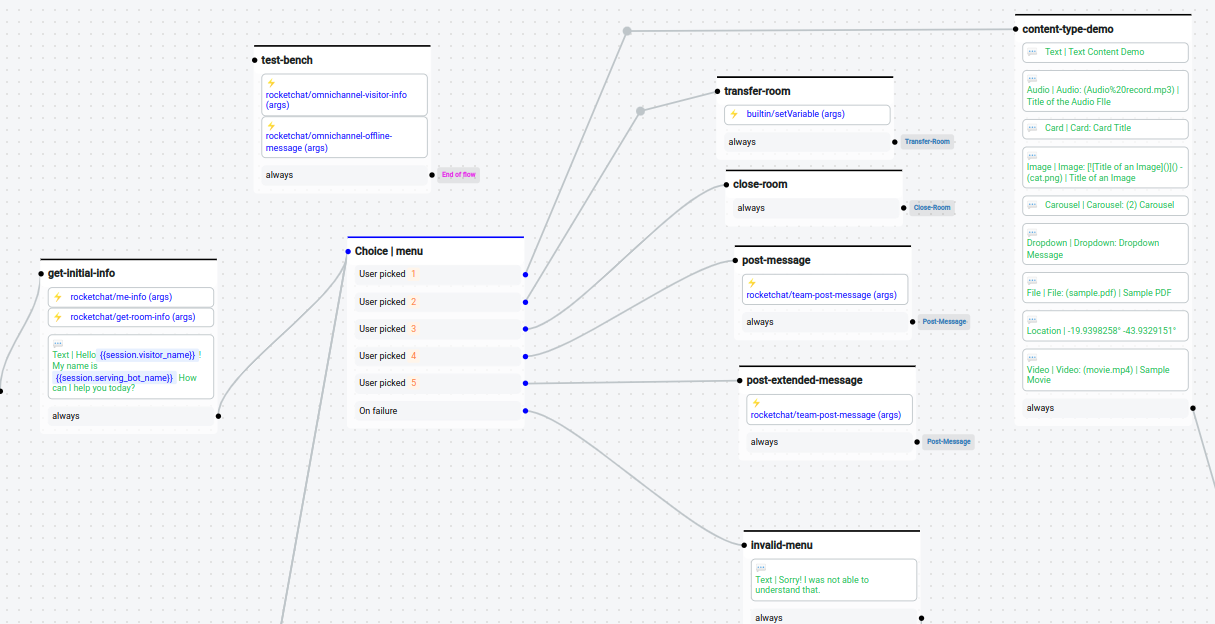 test-bench
rocketchat/omnichannel-visitor-info
(args)
rocketchat/omnichannel-offline-
message (args)
always
End of flow
get-initial-info
rocketchat/me-info (args)
rocketchat/get-room-info (args)
Text | Hello {{session.visitor_name}} !
My name is
{{session.serving_bot_name}} How
can I help you today?
always
Choice | menu
User picked 1
User picked 2
User picked 3
User picked 4
User picked 5
On failure
transfer-room
builtin/setVariable (args)
always
Transfer-Room
close-room
always
Close-Room
post-message
rocketchat/team-post-message (args)
always
Post-Message
post-extended-message
rocketchat/team-post-message (args)
always
Post-Message
invalid-menu
Text | Sorry! I was not able to
understand that.
always
content-type-demo
Text | Text Content Demo
Audio | Audio: (Audio%20record.mp3) |
Title of the Audio FIle
Card | Card: Card Title
Image | Image: [![Title of an Image]()]() -
(cat.png) | Title of an Image
Carousel | Carousel: (2) Carousel
Dropdown | Dropdown: Dropdown
Message
File | File: (sample.pdf) | Sample PDF
Location | -19.9398258° -43.9329151°
Video | Video: (movie.mp4) | Sample
Movie
always